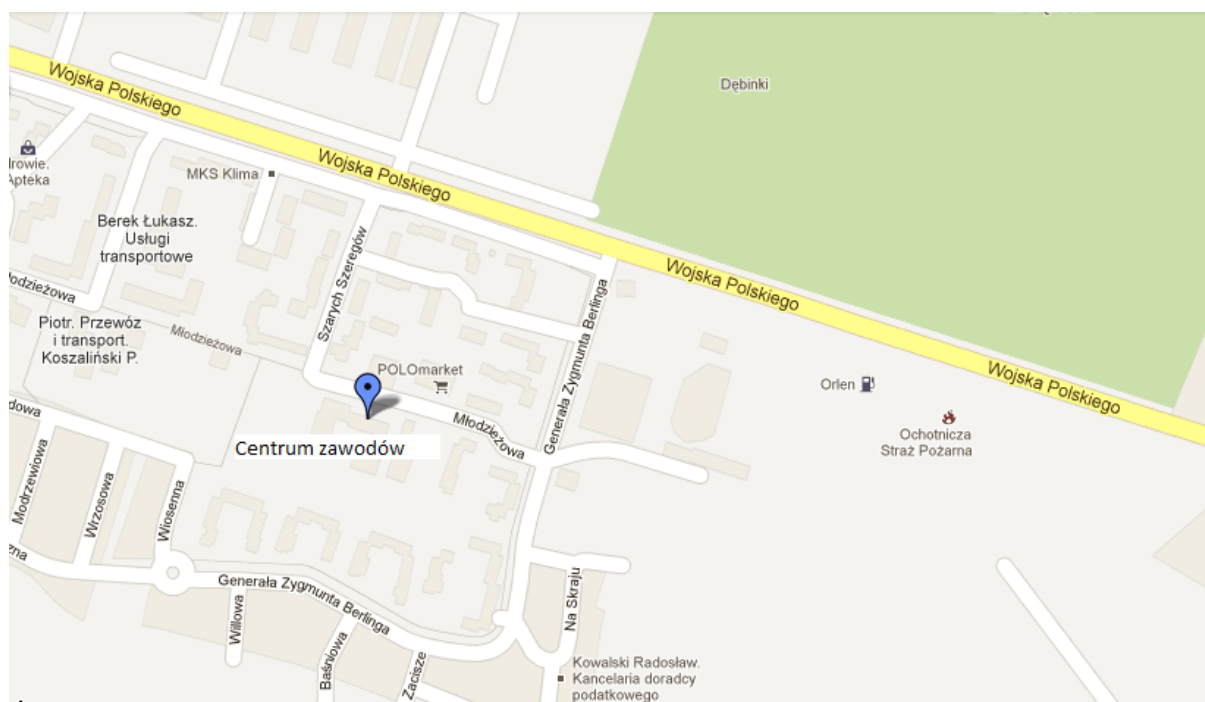 Dębinki
Wojska Polskiego
Wojska Polskiego
Wojska Polskiego
Wojska Polskiego
MKS Klima
Apteka
Berek Łukasz.
Usługi
transportowe
Szarych Szeregów
Generała Zygmunta Berlinga
Piotr. Przewóz
i transport.
Koszaliński P.
Młodzieżowa
POLOmarket
Młodzieżowa
Centrum zawodów
Orlen
Ochotnicza
Straż Pożarna
Modrzewiowa
Wrzosowa
Wiosenna
Generała Zygmunta Berlinga
Willowa
Baśniowa
Zacisze
Na Skraju
Kowalski Radosław.
Kancelaria doradcy
podatkowego